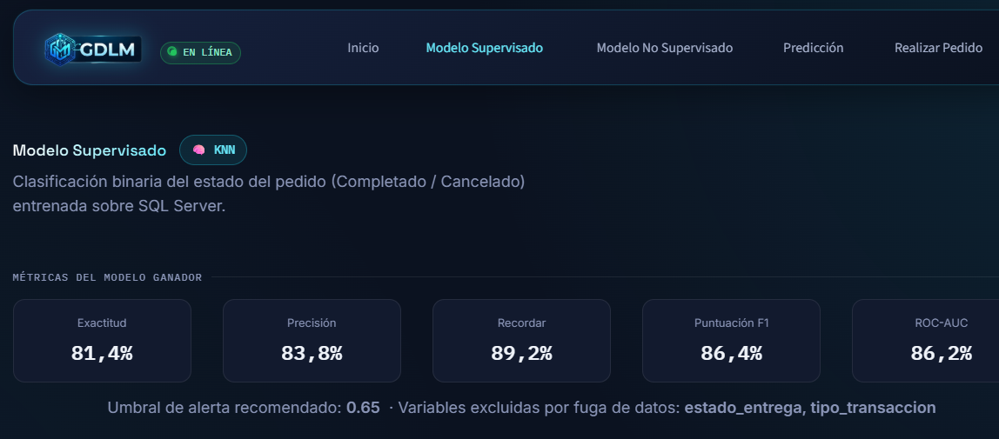 GDLM
EN LÍNEA
Inicio
Modelo Supervisado
Modelo No Supervisado
Predicción
Realizar Pedido
Modelo Supervisado
KNN
Clasificación binaria del estado del pedido (Completado / Cancelado)
entrenada sobre SQL Server.
MÉTRICAS DEL MODELO GANADOR
Exactitud
81,4%
Precisión
83,8%
Recordar
89,2%
Puntuación F1
86,4%
ROC-AUC
86,2%
Umbral de alerta recomendado: 0.65 · Variables excluidas por fuga de datos: estado_entrega, tipo_transaccion